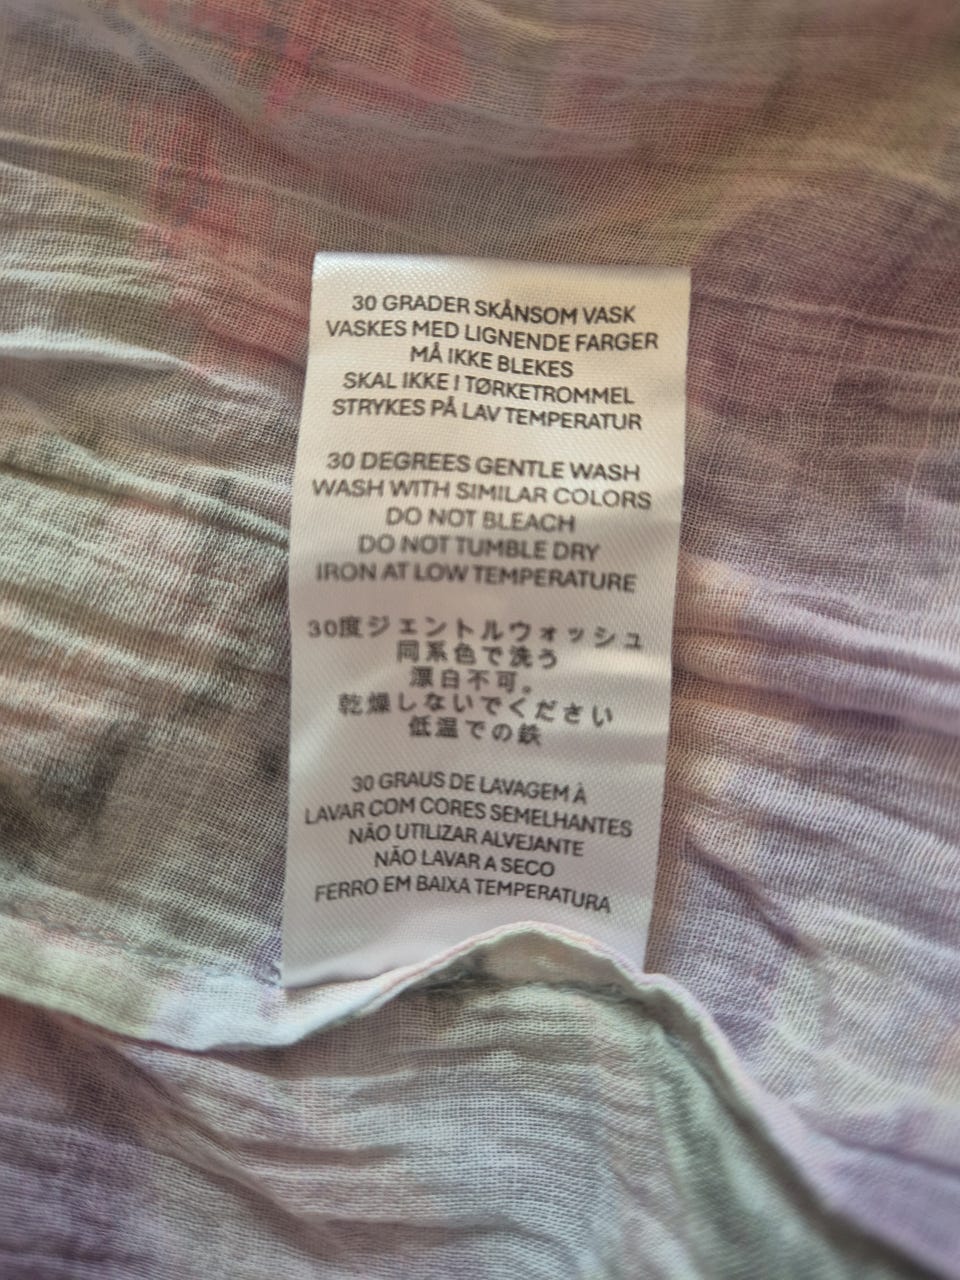 30 GRADER SKÅNSOM VASK
VASKES MED LIGNENDE FARGER
MÅ IKKE BLEKES
SKAL IKKE I TØRKETROMMEL
STRYKES PÅ LAV TEMPERATUR
30 DEGREES GENTLE WASH
WASH WITH SIMILAR COLORS
DO NOT BLEACH
DO NOT TUMBLE DRY
IRON AT LOW TEMPERATURE
30度ジェントルウォッシュ
同系色で洗う
漂白不可。
乾燥しないでください
低温での鉄
30 GRAUS DE LAVAGEM À
LAVAR COM CORES SEMELHANTES
NÃO UTILIZAR ALVEJANTE
NÃO LAVAR A SECO
FERRO EM BAIXA TEMPERATURA